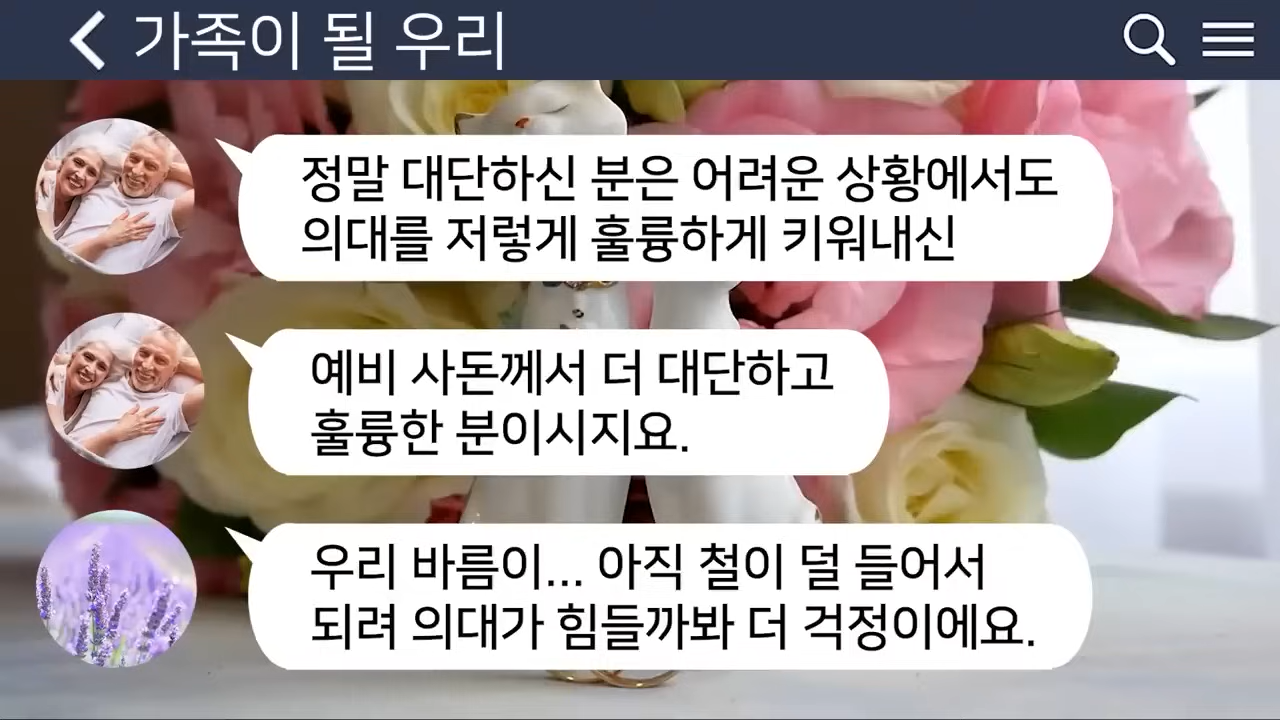 가족이 될 우리
정말 대단하신 분은 어려운 상황에서도
의대를 저렇게 훌륭하게 키워내신
예비 사돈께서 더 대단하고
훌륭한 분이시지요.
우리 바름이... 아직 철이 덜 들어서
되려 의대가 힘들까봐 더 걱정이에요.